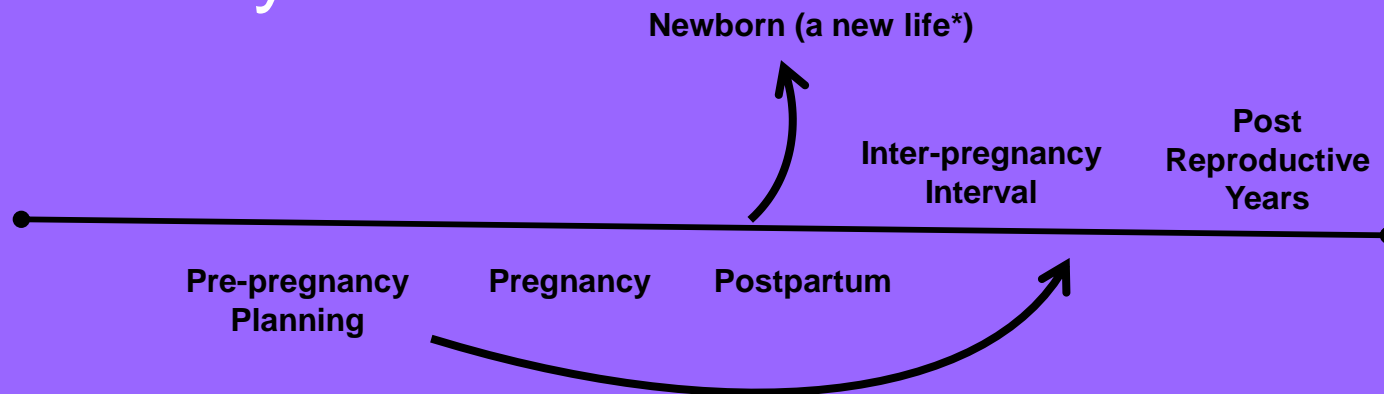 Newborn (a new life*)
Post
Reproductive
Years
Inter-pregnancy
Interval
Pre-pregnancy
Planning
Pregnancy
Postpartum